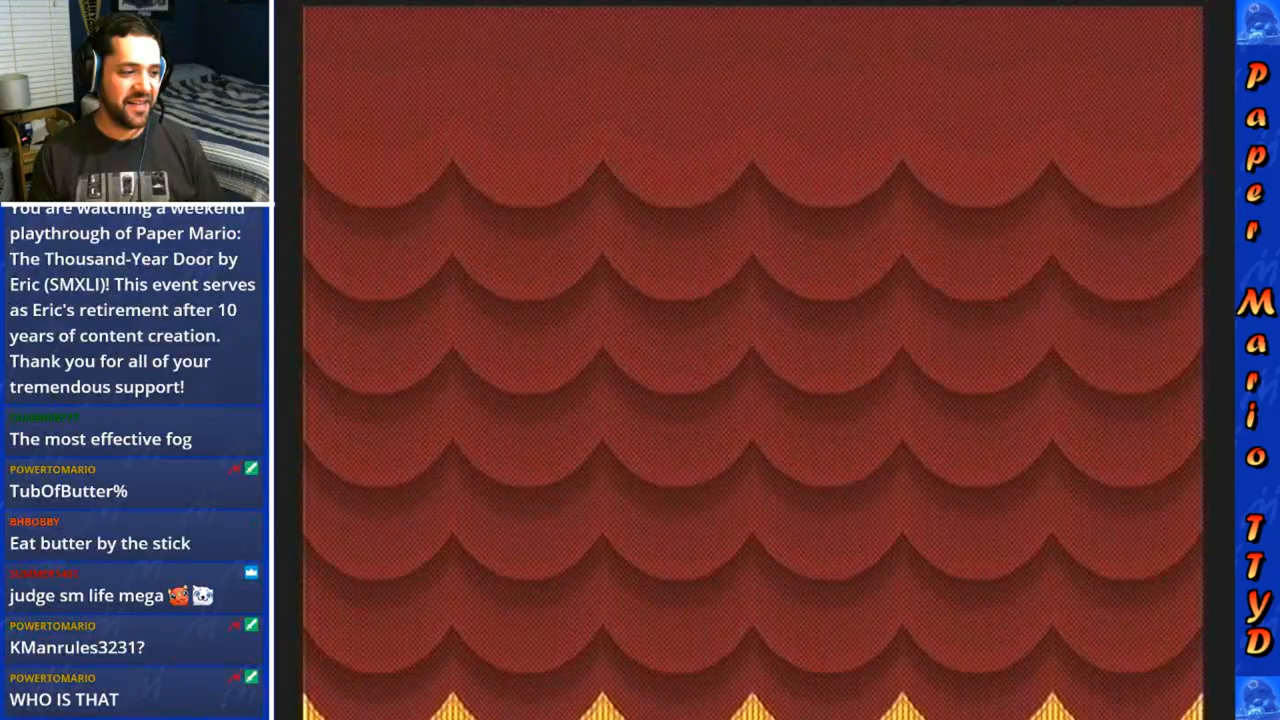 You are watching a weekend
playthrough of Paper Mario:
The Thousand-Year Door by
Eric (SMXLI)! This event serves
as Eric's retirement after 10
years of content creation.
Thank you for all of your
tremendous support!
The most effective fog
POWERTOMARIO
TubOfButter%
BHBOBBY
Eat butter by the stick
judge sm life mega
POWERTOMARIO
KManrules3231?
POWERTOMARIO
WHO IS THAT
Paper Mario TTYD